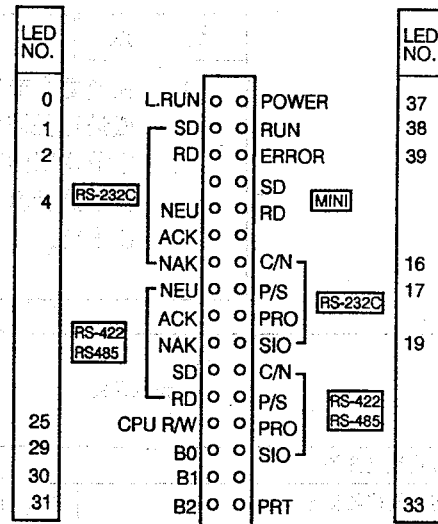 LED NO.
LED NO.
0 L.RUN POWER 37
1 SD RUN 38
2 RD ERROR 39
RS-232C SD MINI
4 NEU RD
ACK
NAK C/N 16
NEU P/S RS-232C 17
ACK PRO
RS-422 RS485 NAK SIO 19
SD C/N
RD P/S RS-422 RS-485
25 CPU R/W PRO
29 B0 SIO
30 B1
31 B2 PRT 33